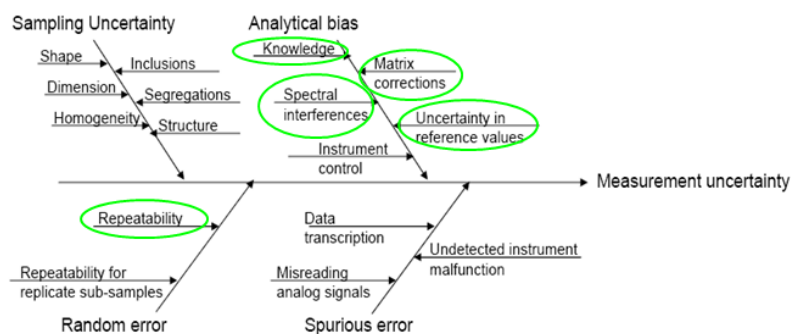 Sampling Uncertainty
Analytical bias
Shape
Inclusions
Dimension
Segregations
Homogeneity
Structure
Knowledge
Matrix
corrections
Spectral
interferences
Uncertainty in
reference values
Instrument
control
Measurement uncertainty
Repeatability
Repeatability for
replicate sub-samples
Random error
Data
transcription
Undetected instrument
malfunction
Misreading
analog signals
Spurious error